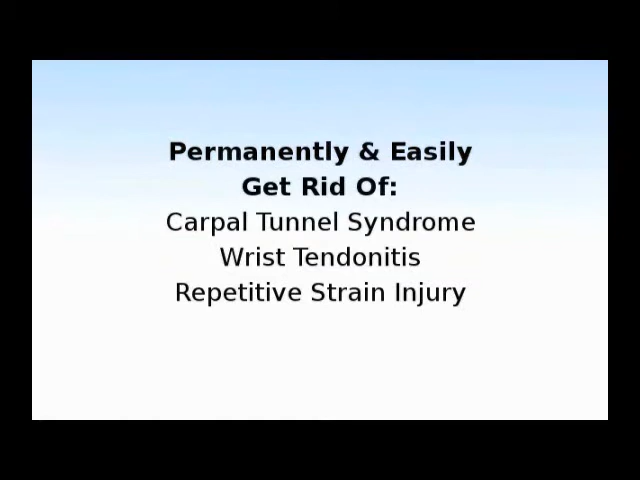 Permanently & Easily
Get Rid Of:
Carpal Tunnel Syndrome
Wrist Tendonitis
Repetitive Strain Injury